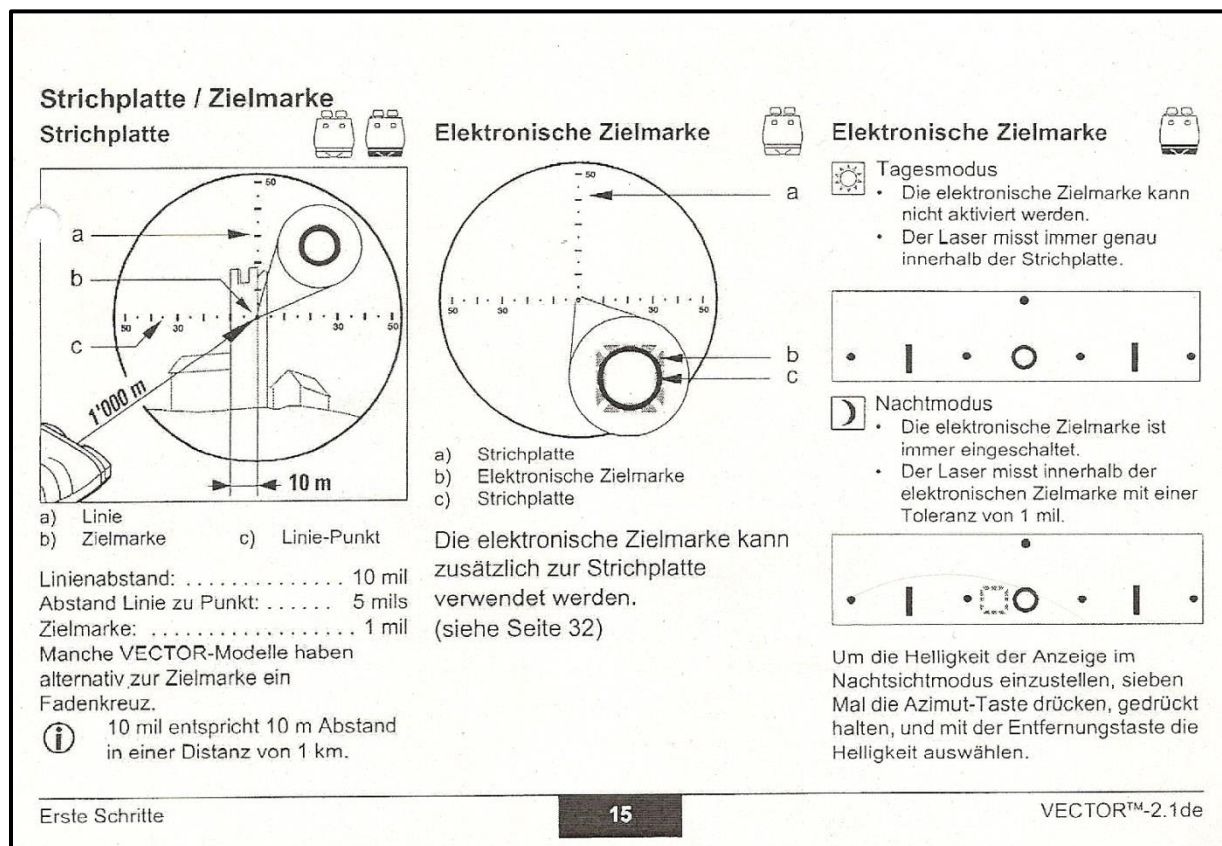 Strichplatte / Zielmarke
Strichplatte
50
a
b
c
50
30
30
50
1'000 m
10 m
a) Linie
b) Zielmarke c) Linie-Punkt
Linienabstand: . . . . . . . . . . . . . . 10 mil
Abstand Linie zu Punkt: . . . . . . 5 mils
Zielmarke: . . . . . . . . . . . . . . . . . . 1 mil
Manche VECTOR-Modelle haben
alternativ zur Zielmarke ein
Fadenkreuz.
10 mil entspricht 10 m Abstand
in einer Distanz von 1 km.
Elektronische Zielmarke
50
a
50
30
30
50
b
c
a) Strichplatte
b) Elektronische Zielmarke
c) Strichplatte
Die elektronische Zielmarke kann
zusätzlich zur Strichplatte
verwendet werden.
(siehe Seite 32)
Elektronische Zielmarke
Tagesmodus
• Die elektronische Zielmarke kann
nicht aktiviert werden.
• Der Laser misst immer genau
innerhalb der Strichplatte.
Nachtmodus
• Die elektronische Zielmarke ist
immer eingeschaltet.
• Der Laser misst innerhalb der
elektronischen Zielmarke mit einer
Toleranz von 1 mil.
Um die Helligkeit der Anzeige im
Nachtsichtmodus einzustellen, sieben
Mal die Azimut-Taste drücken, gedrückt
halten, und mit der Entfernungstaste die
Helligkeit auswählen.
Erste Schritte
15
VECTOR™-2.1de